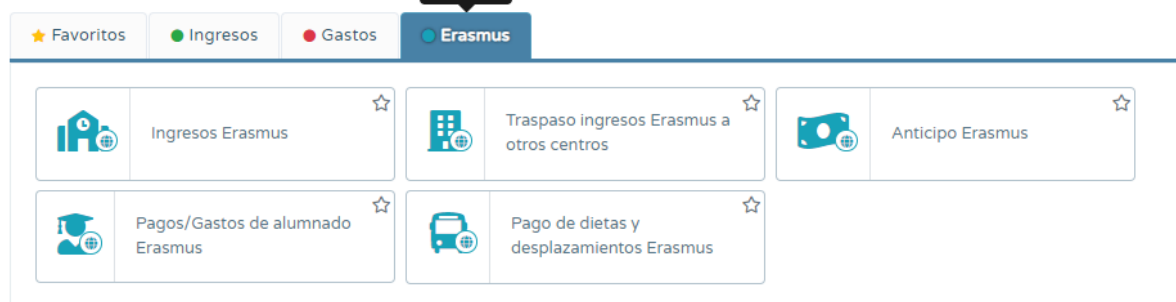 Favoritos
Ingresos
Gastos
Erasmus
Ingresos Erasmus
Traspaso ingresos Erasmus a
otros centros
Anticipo Erasmus
Pagos/Gastos de alumnado
Erasmus
Pago de dietas y
desplazamientos Erasmus